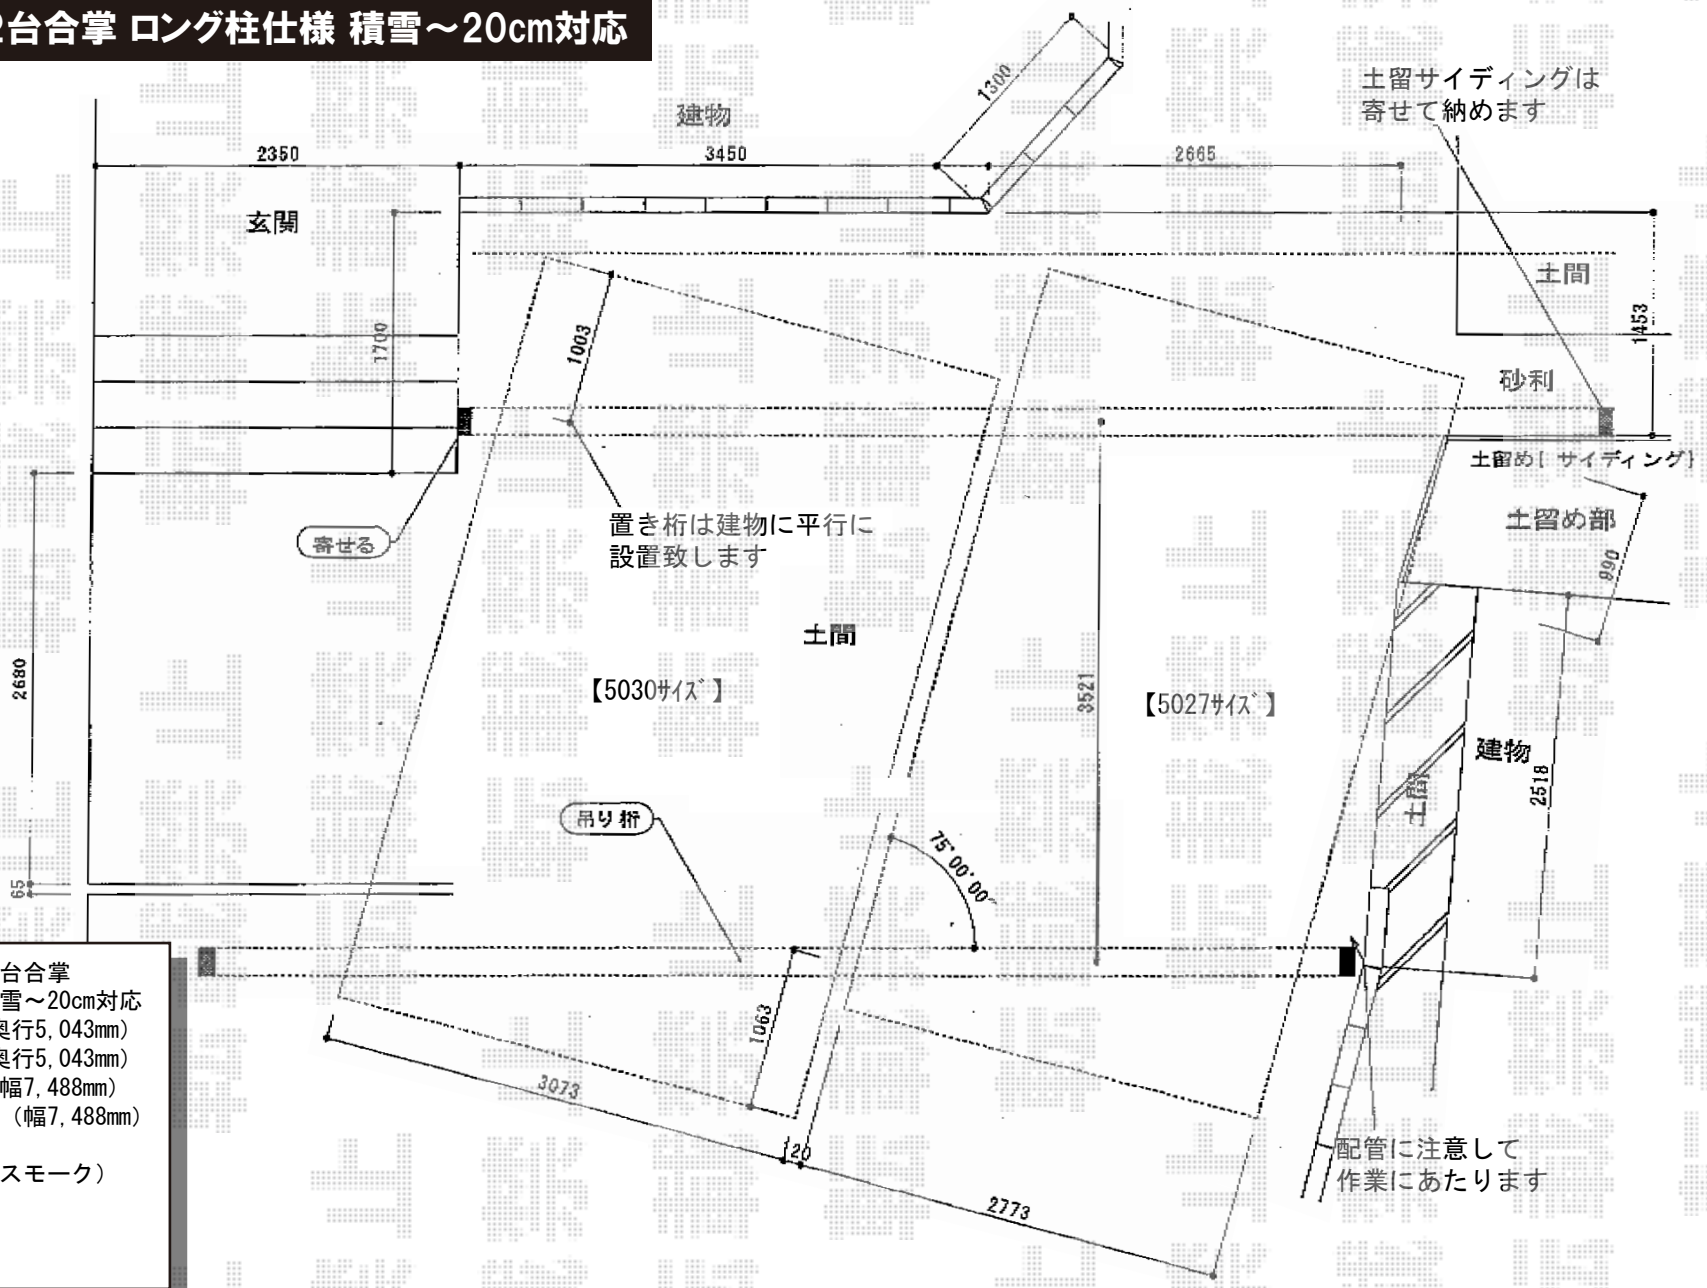 2台合掌 ロング柱仕様 積雪～20cm対応
土留サイディングは
寄せて納めます
建物
1300
2350
3450
2665
玄関
土間
1700
1003
1453
砂利
土留め( サイディング)
寄せる
置き桁は建物に平行に
設置致します
土留め部
990
土間
2680
【5030ｻｲｽﾞ】
3521
【5027ｻｲｽﾞ】
建物
2518
土間
吊り桁
75°00'00"
65
台合掌
雪～20cm対応
奥行5,043mm）
奥行5,043mm）
幅7,488mm）
（幅7,488mm）
スモーク）
1063
3073
120
2773
配管に注意して
作業にあたります